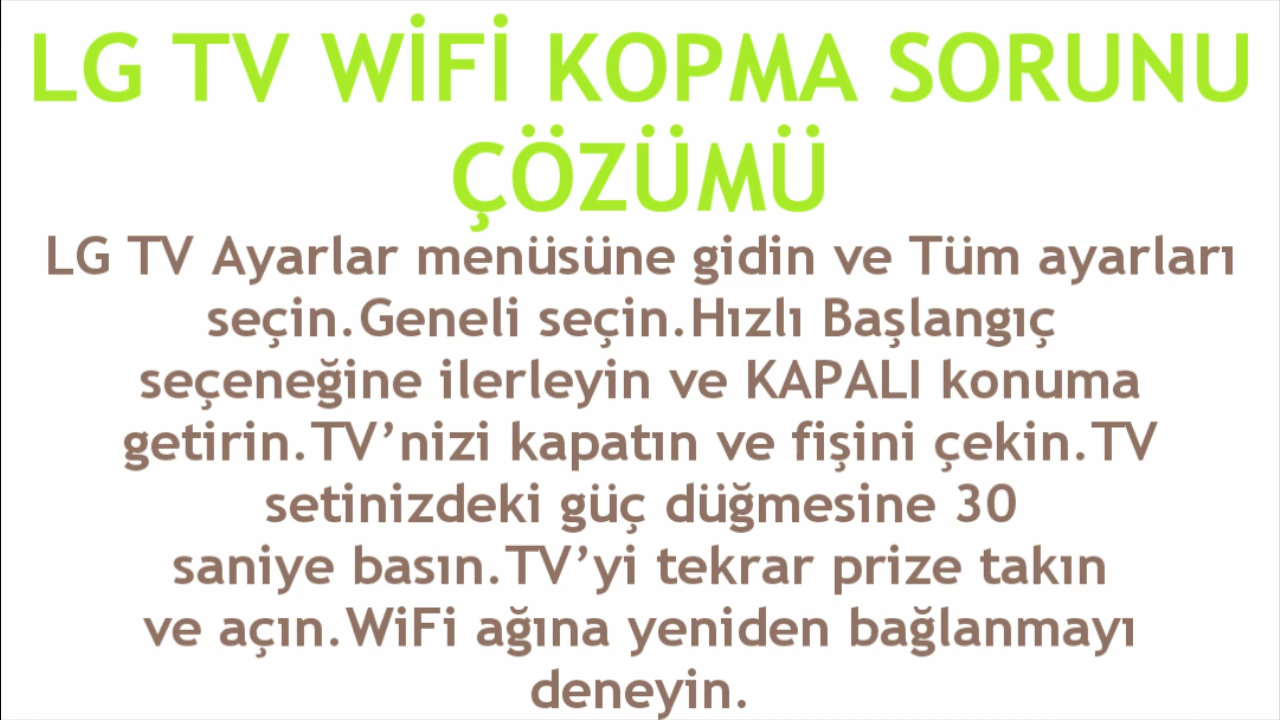 LG TV WİFİ KOPMA SORUNU
ÇÖZÜMÜ
LG TV Ayarlar menüsüne gidin ve Tüm ayarları
seçin.Geneli seçin.Hızlı Başlangıç
seçeneğine ilerleyin ve KAPALI konuma
getirin.TV’nizi kapatın ve fişini çekin.TV
setinizdeki güç düğmesine 30
saniye basın.TV’yi tekrar prize takın
ve açın.WiFi ağına yeniden bağlanmayı
deneyin.